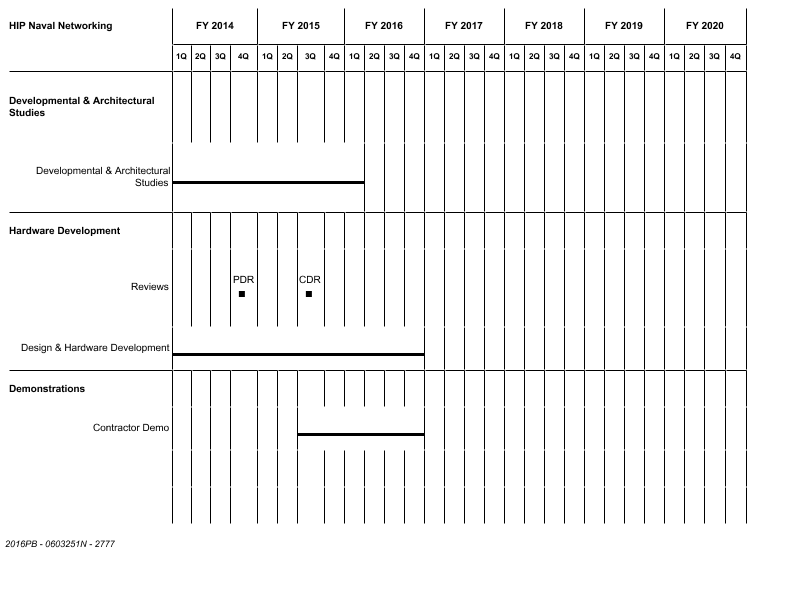 HIP Naval Networking FY 2014 FY 2015 FY 2016 FY 2017 FY 2018 FY 2019 FY 2020
1Q 2Q 3Q 4Q 1Q 2Q 3Q 4Q 1Q 2Q 3Q 4Q 1Q 2Q 3Q 4Q 1Q 2Q 3Q 4Q 1Q 2Q 3Q 4Q 1Q 2Q 3Q 4Q
Developmental & Architectural
Studies
Developmental & Architectural
Studies
Hardware Development
PDR CDR
Reviews
Design & Hardware Development
Demonstrations
Contractor Demo
2016PB - 0603251N - 2777